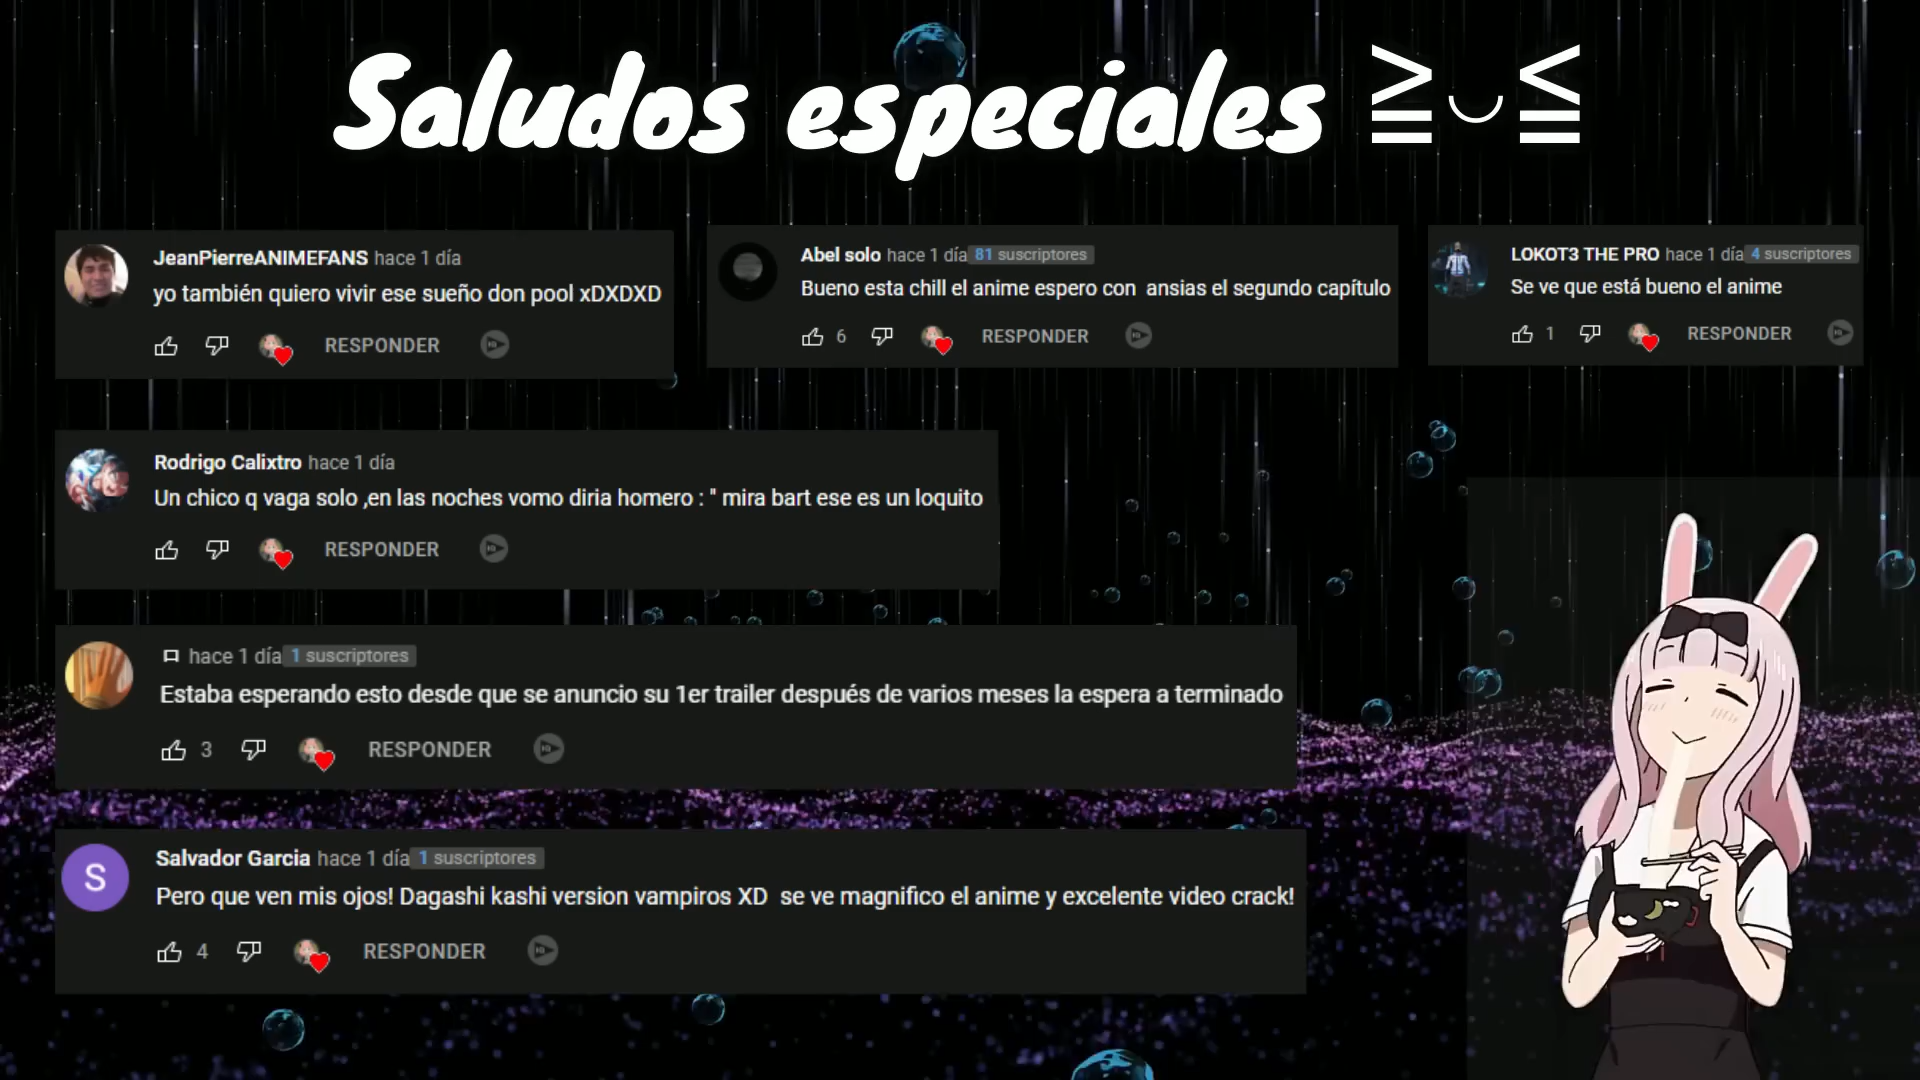 Saludos especiales ≧◡≦
JeanPierreANIMEFANS hace 1 día
yo también quiero vivir ese sueño don pool xDXDXD
RESPONDER
Abel solo hace 1 día 81 suscriptores
Bueno esta chill el anime espero con ansias el segundo capítulo
6 RESPONDER
LOKOT3 THE PRO hace 1 día 4 suscriptores
Se ve que está bueno el anime
1 RESPONDER
Rodrigo Calixtro hace 1 día
Un chico q vaga solo ,en las noches vomo diria homero : " mira bart ese es un loquito
RESPONDER
ㅁ hace 1 día 1 suscriptores
Estaba esperando esto desde que se anuncio su 1er trailer después de varios meses la espera a terminado
3 RESPONDER
S
Salvador Garcia hace 1 día 1 suscriptores
Pero que ven mis ojos! Dagashi kashi version vampiros XD se ve magnifico el anime y excelente video crack!
4 RESPONDER